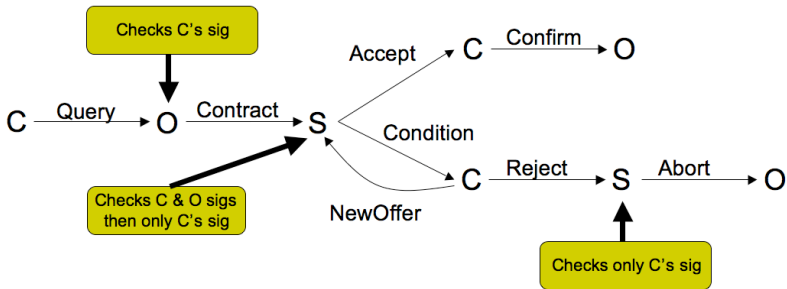 Checks C's sig
Accept
C
Confirm
O
C
Query
O
Contract
S
Condition
Checks C & O sigs
then only C's sig
NewOffer
C
Reject
S
Abort
O
Checks only C's sig